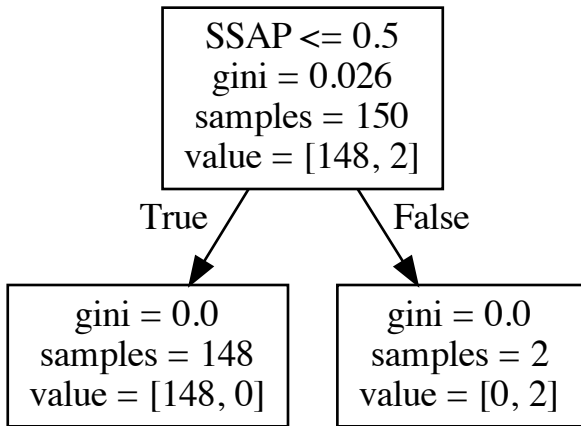 SSAP <= 0.5
gini = 0.026
samples = 150
value = [148, 2]
True
False
gini = 0.0
samples = 148
value = [148, 0]
gini = 0.0
samples = 2
value = [0, 2]